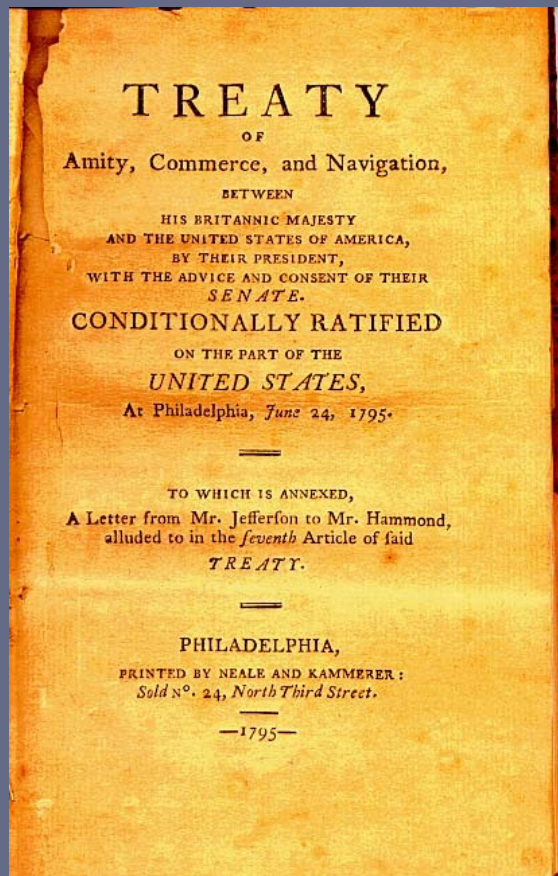 TREATY
OF
Amity, Commerce, and Navigation,
BETWEEN
HIS BRITANNIC MAJESTY
AND THE UNITED STATES OF AMERICA,
BY THEIR PRESIDENT,
WITH THE ADVICE AND CONSENT OF THEIR
SENATE.
CONDITIONALLY RATIFIED
ON THE PART OF THE
UNITED STATES,
At Philadelphia, June 24, 1795.
TO WHICH IS ANNEXED,
A Letter from Mr. Jefferſon to Mr. Hammond,
alluded to in the ſeventh Article of ſaid
TREATY.
PHILADELPHIA,
PRINTED BY NEALE AND KAMMERER:
Sold No. 24, North Third Street.
—1795—